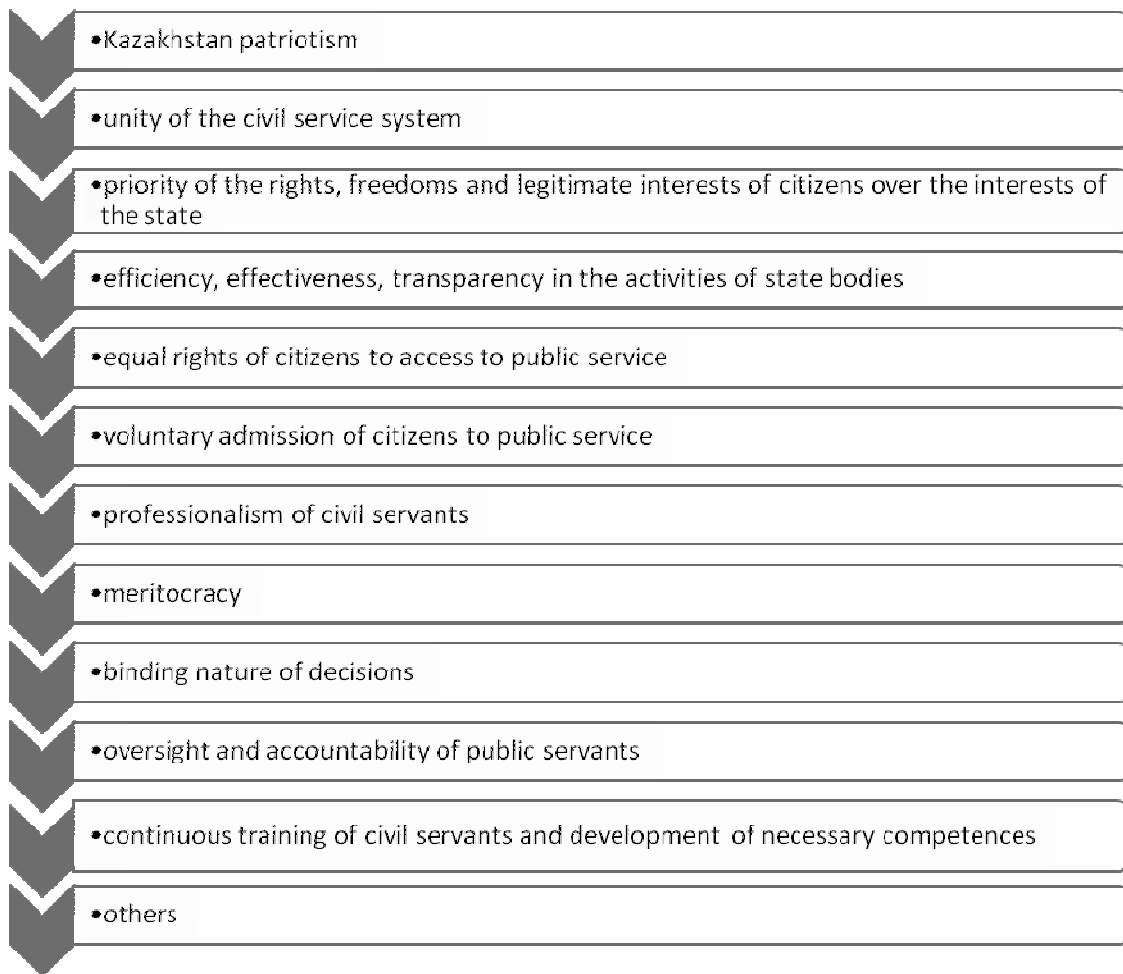 •Kazakhstan patriotism
•unity of the civil service system
•priority of the rights, freedoms and legitimate interests of citizens over the interests of
the state
•efficiency, effectiveness, transparency in the activities of state bodies
•equal rights of citizens to access to public service
•voluntary admission of citizens to public service
•professionalism of civil servants
•meritocracy
•binding nature of decisions
•oversight and accountability of public servants
•continuous training of civil servants and development of necessary competences
•others